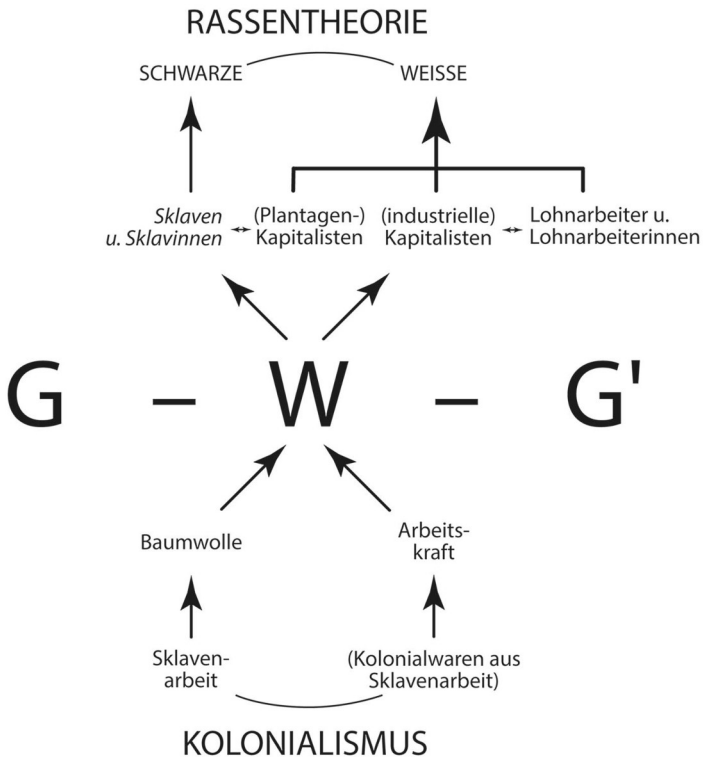 RASSENTHEORIE
SCHWARZE
WEISSE
Sklaven
u. Sklavinnen
(Plantagen-)
Kapitalisten
(industrielle)
Kapitalisten
Lohnarbeiter u.
Lohnarbeiterinnen
G – W – G'
Baumwolle
Arbeits-
kraft
Sklaven-
arbeit
(Kolonialwaren aus
Sklavenarbeit)
KOLONIALISMUS